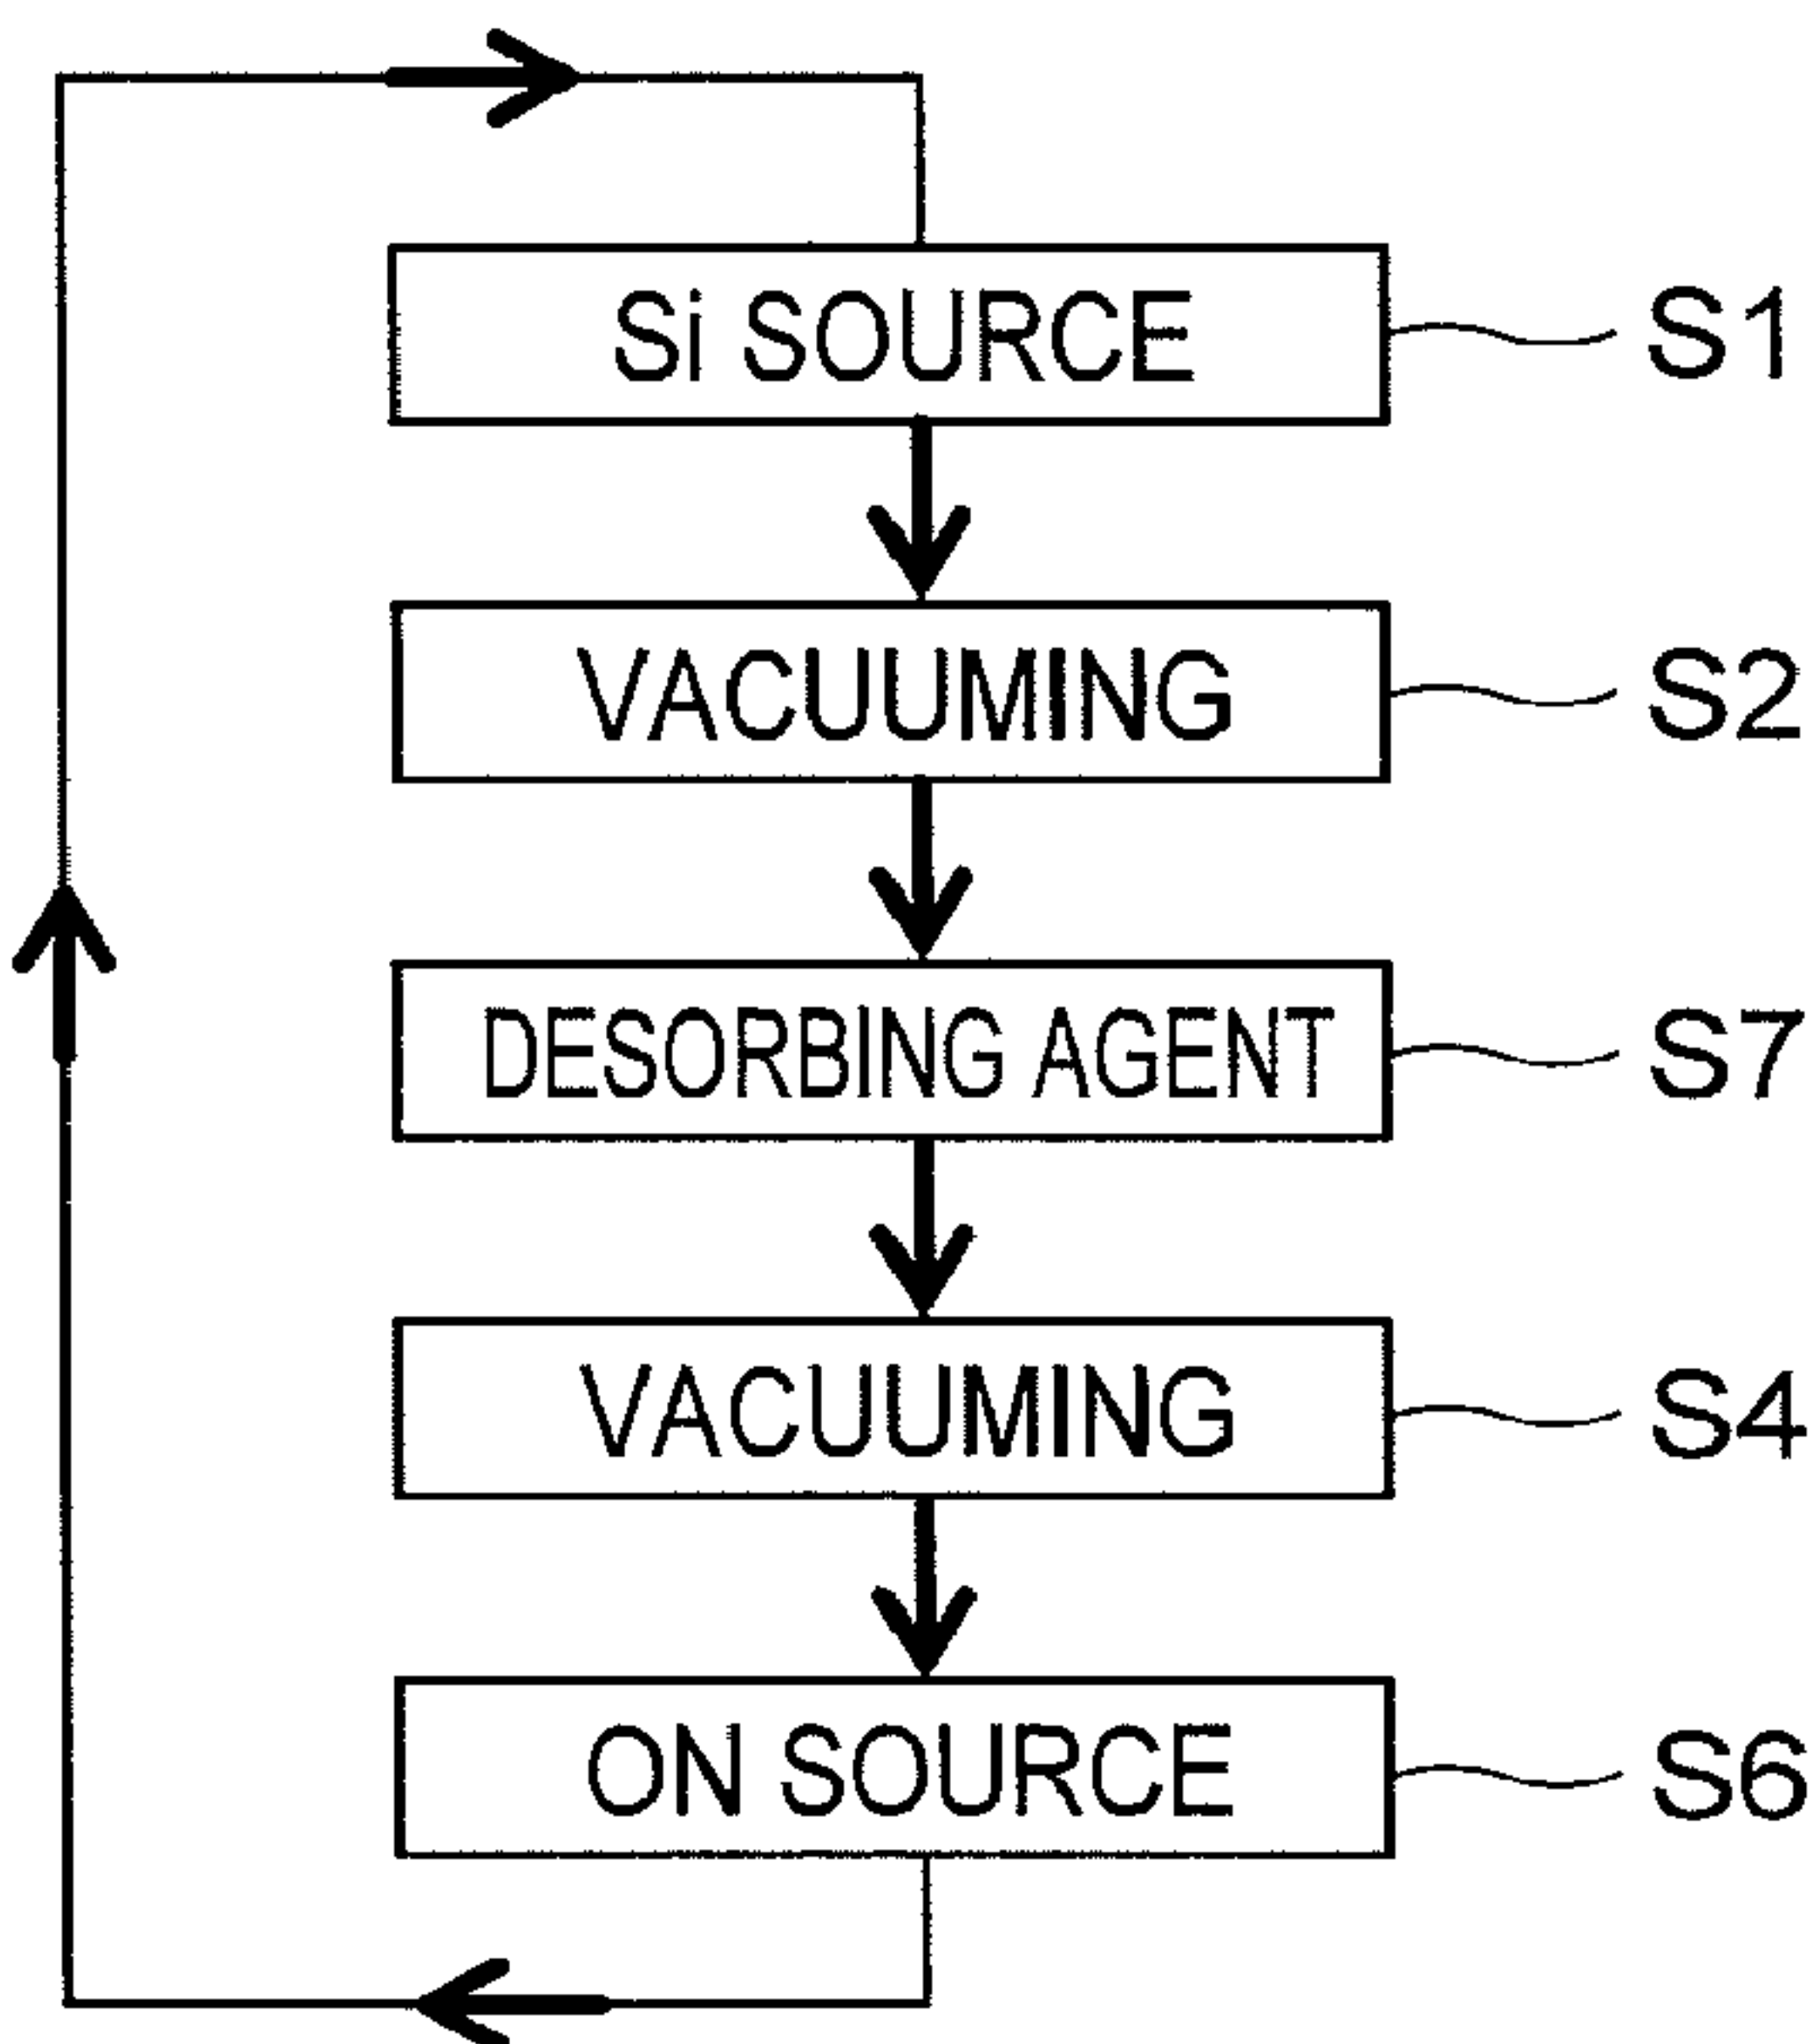 Si SOURCE S1
VACUUMING S2
DESORBING AGENT S7
VACUUMING S4
ON SOURCE S6